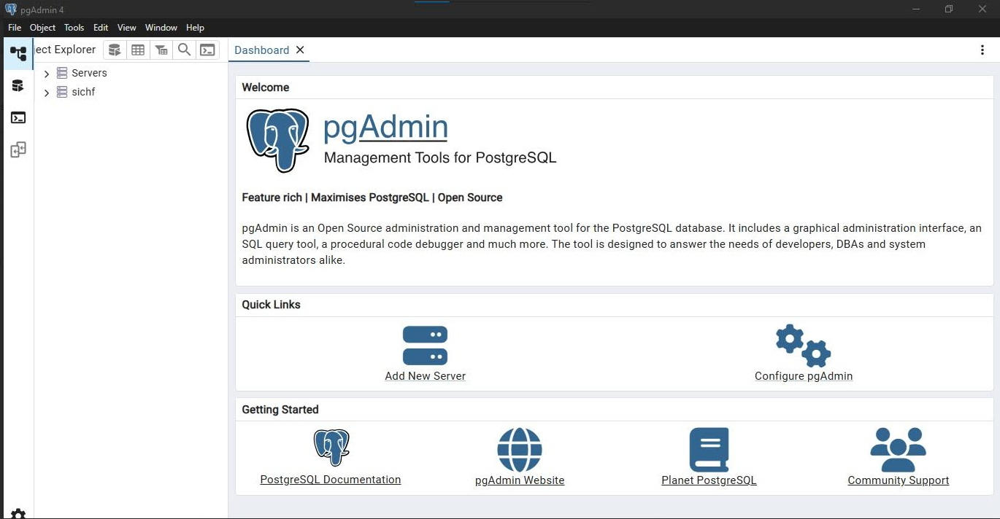 pgAdmin 4
File Object Tools Edit View Window Help
ject Explorer
Dashboard
Servers
sichf
Welcome
pgAdmin
Management Tools for PostgreSQL
Feature rich | Maximises PostgreSQL | Open Source
pgAdmin is an Open Source administration and management tool for the PostgreSQL database. It includes a graphical administration interface, an
SQL query tool, a procedural code debugger and much more. The tool is designed to answer the needs of developers, DBAs and system
administrators alike.
Quick Links
Add New Server
Configure pgAdmin
Getting Started
PostgreSQL Documentation
pgAdmin Website
Planet PostgreSQL
Community Support